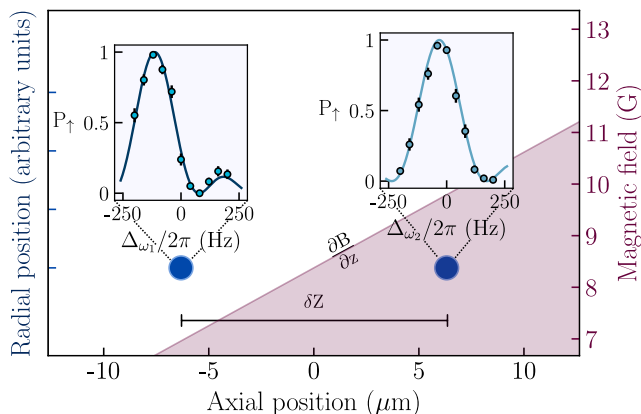 Radial position (arbitrary units)
1
P↑ 0.5
0
-250 0 250
Δω₁/2π (Hz)
1
P↑ 0.5
0
-250 0 250
Δω₂/2π (Hz)
∂B
∂z
δZ
13
12
11
10
9
8
7
Magnetic field (G)
-10 -5 0 5 10
Axial position (μm)